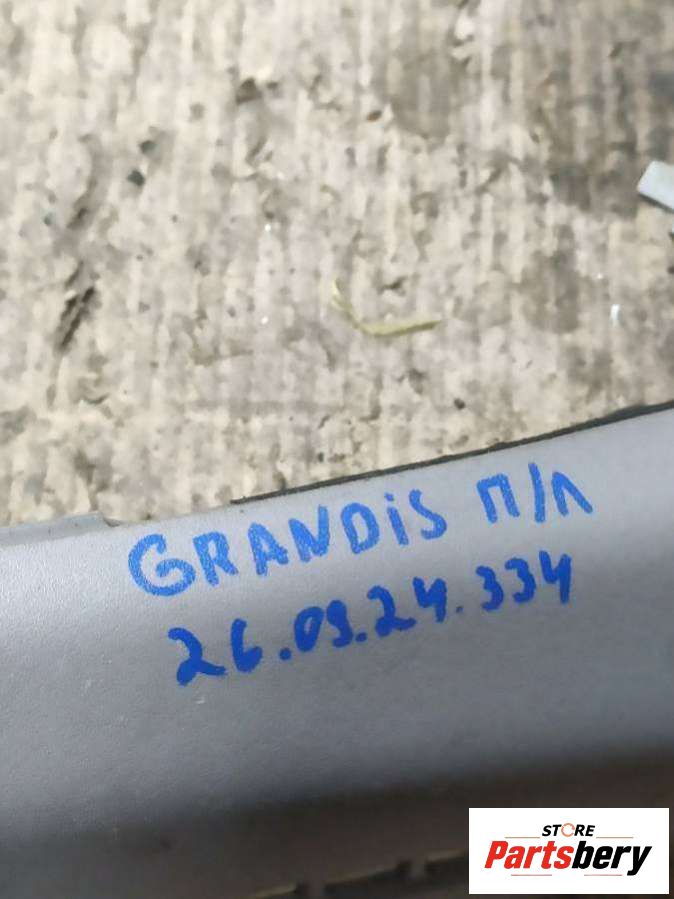 GRANDiS П/Л
26.09.24.334
STORE
Partsbery